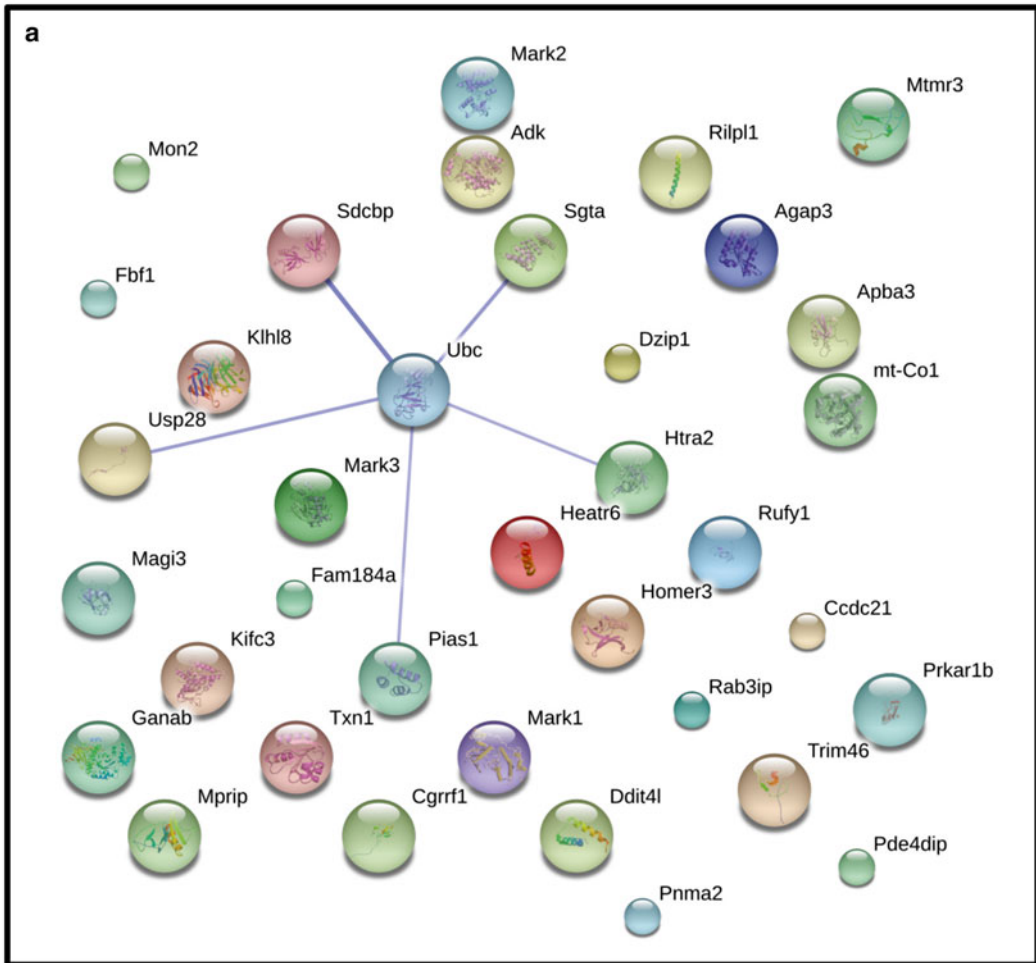 a
Mark2
Mtmr3
Adk
Rilpl1
Mon2
Sdcbp
Sgta
Agap3
Fbf1
Apba3
Klhl8
Ubc
Dzip1
mt-Co1
Usp28
Htra2
Mark3
Heatr6
Rufy1
Magi3
Fam184a
Homer3
Ccdc21
Kifc3
Pias1
Prkar1b
Rab3ip
Ganab
Txn1
Mark1
Trim46
Mprip
Cgrrf1
Ddit4l
Pde4dip
Pnma2